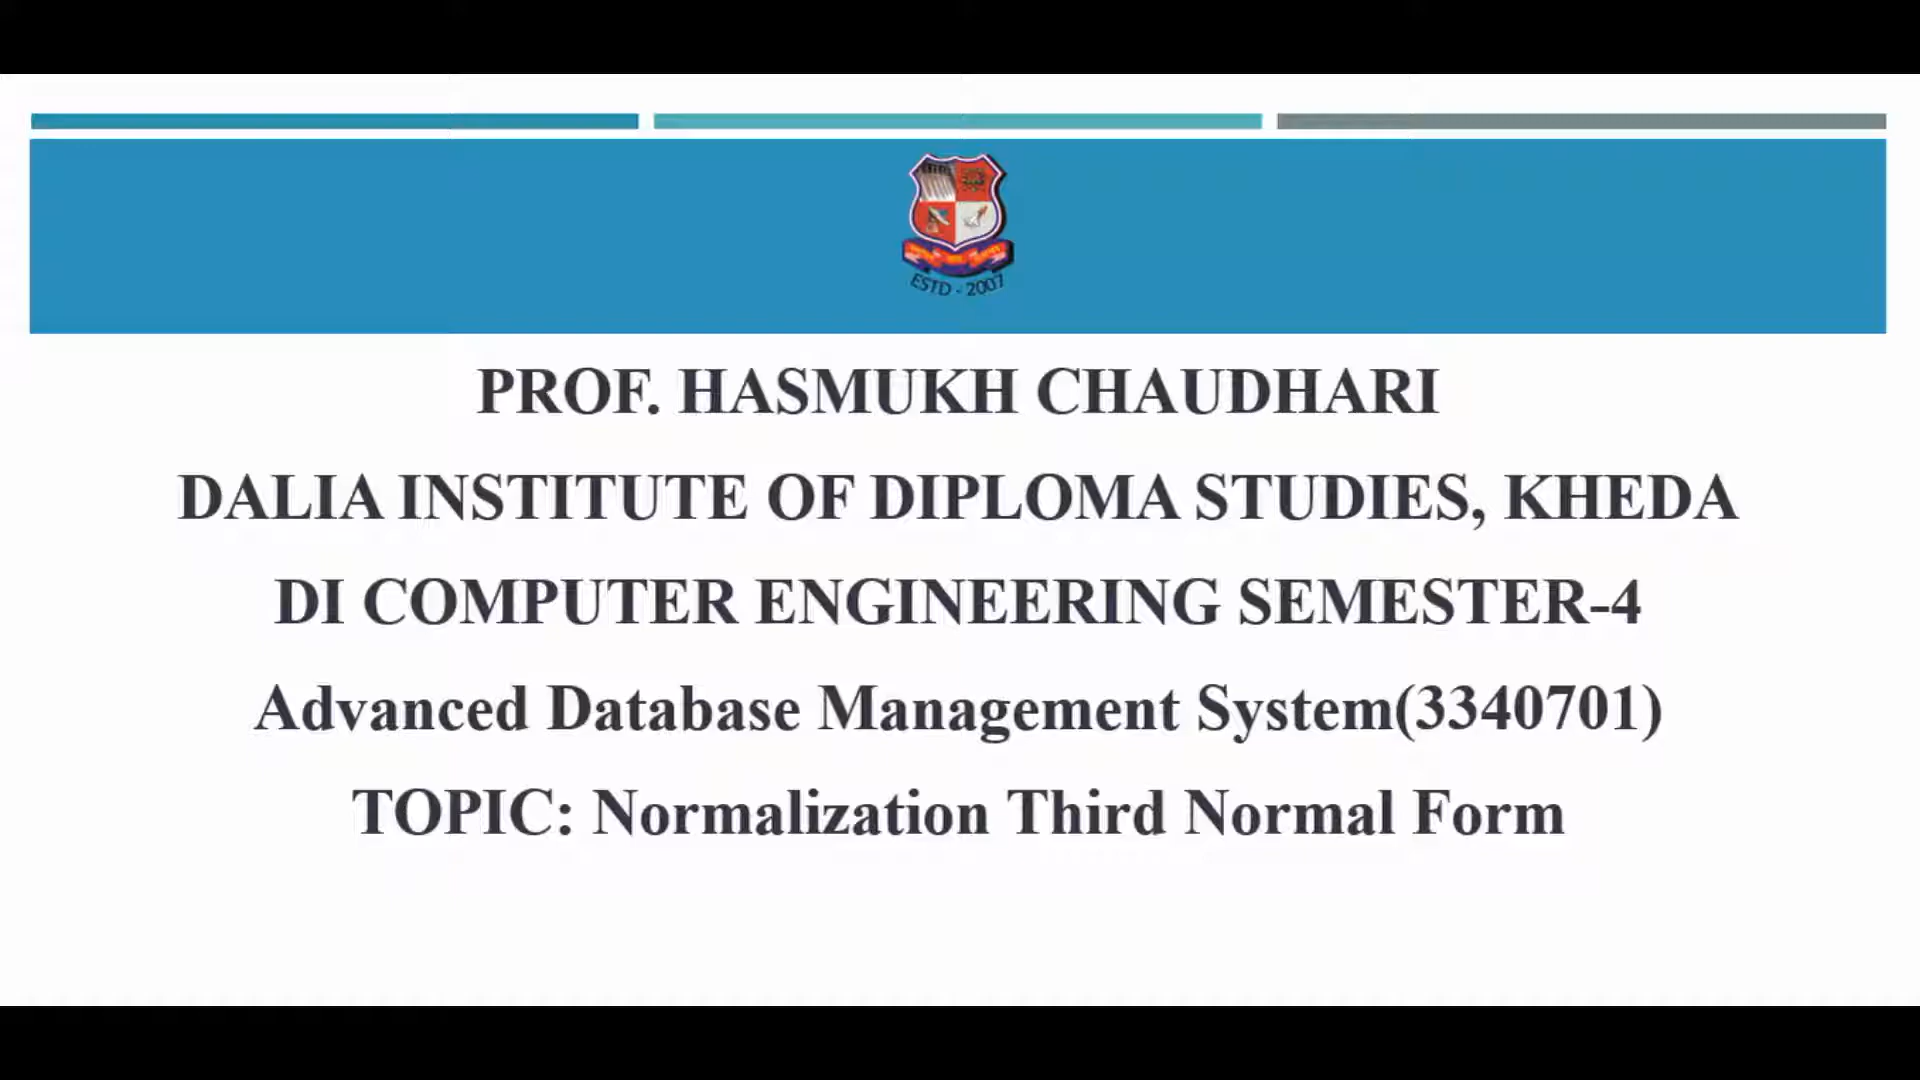 ESTD - 2007
PROF. HASMUKH CHAUDHARI
DALIA INSTITUTE OF DIPLOMA STUDIES, KHEDA
DI COMPUTER ENGINEERING SEMESTER-4
Advanced Database Management System(3340701)
TOPIC: Normalization Third Normal Form